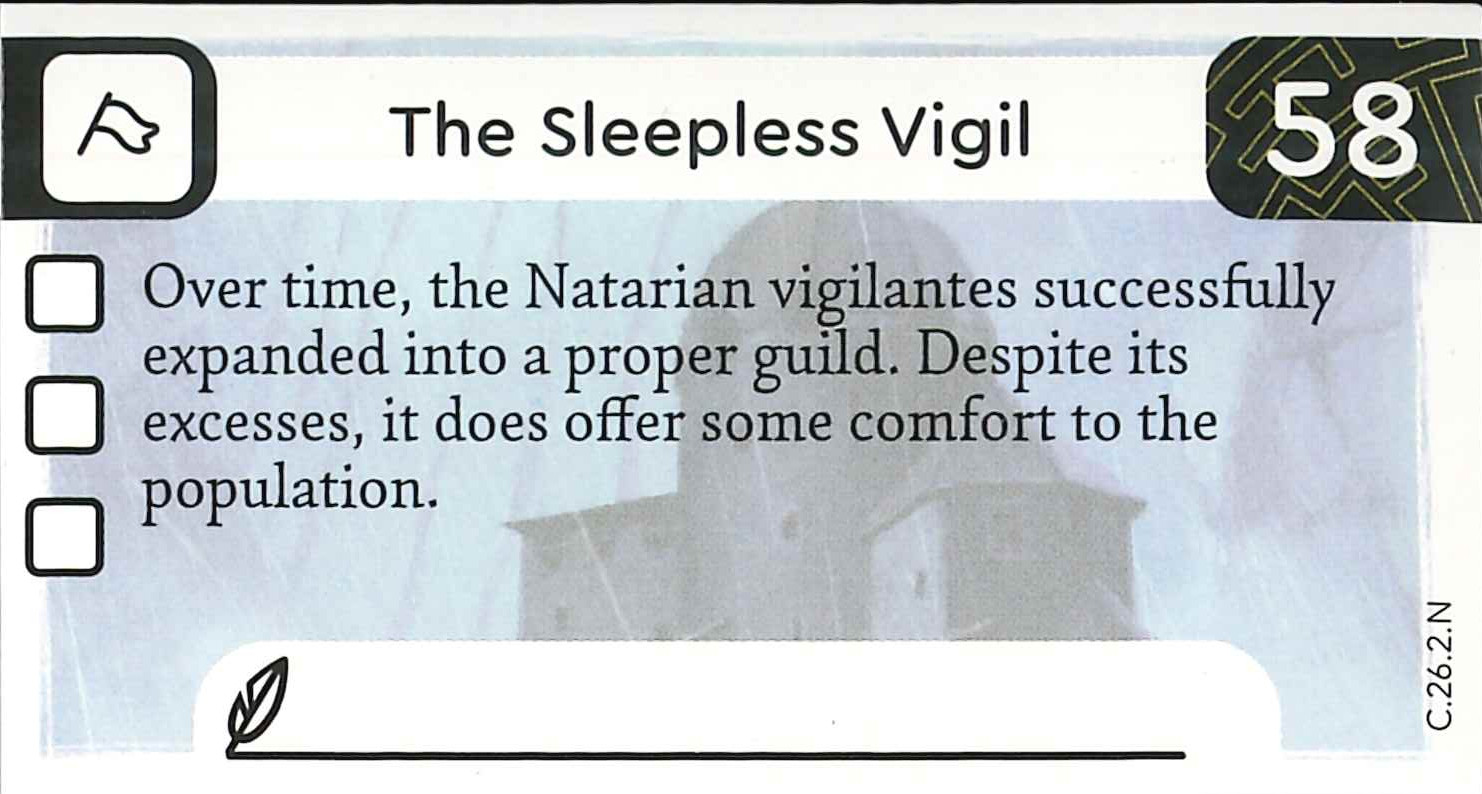 The Sleepless Vigil
58
Over time, the Natarian vigilantes successfully
expanded into a proper guild. Despite its
excesses, it does offer some comfort to the
population.
C.26.2.N